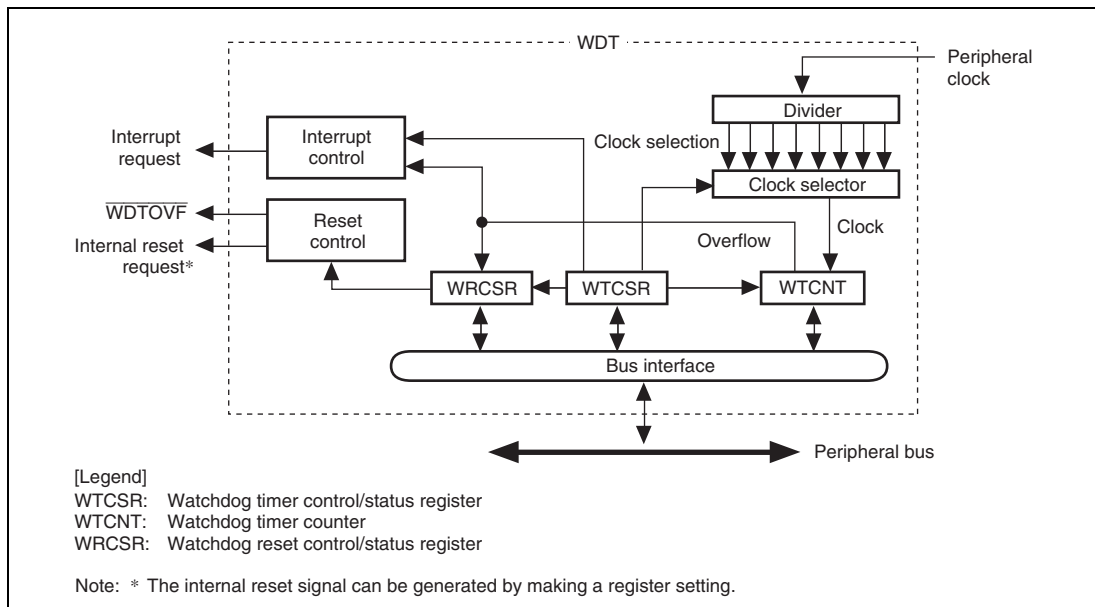 WDT
Peripheral
clock
Divider
Clock selection
Interrupt
request
Interrupt
control
Clock selector
WDTOVF
Internal reset
request*
Reset
control
Overflow
Clock
WRCSR
WTCSR
WTCNT
Bus interface
Peripheral bus
[Legend]
WTCSR: Watchdog timer control/status register
WTCNT: Watchdog timer counter
WRCSR: Watchdog reset control/status register
Note: * The internal reset signal can be generated by making a register setting.